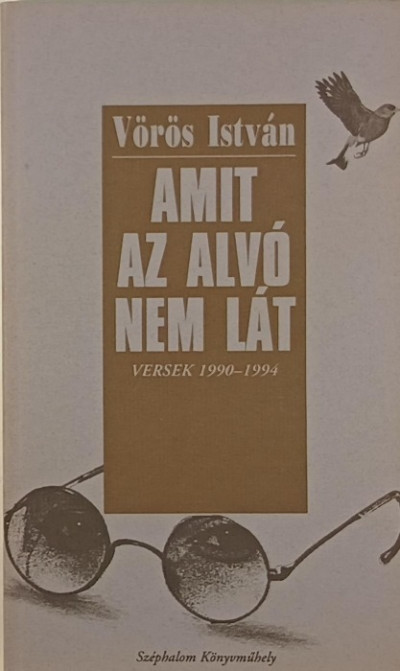 Vörös István
AMIT
AZ ALVÓ
NEM LÁT
VERSEK 1990–1994
Széphalom Könyvműhely